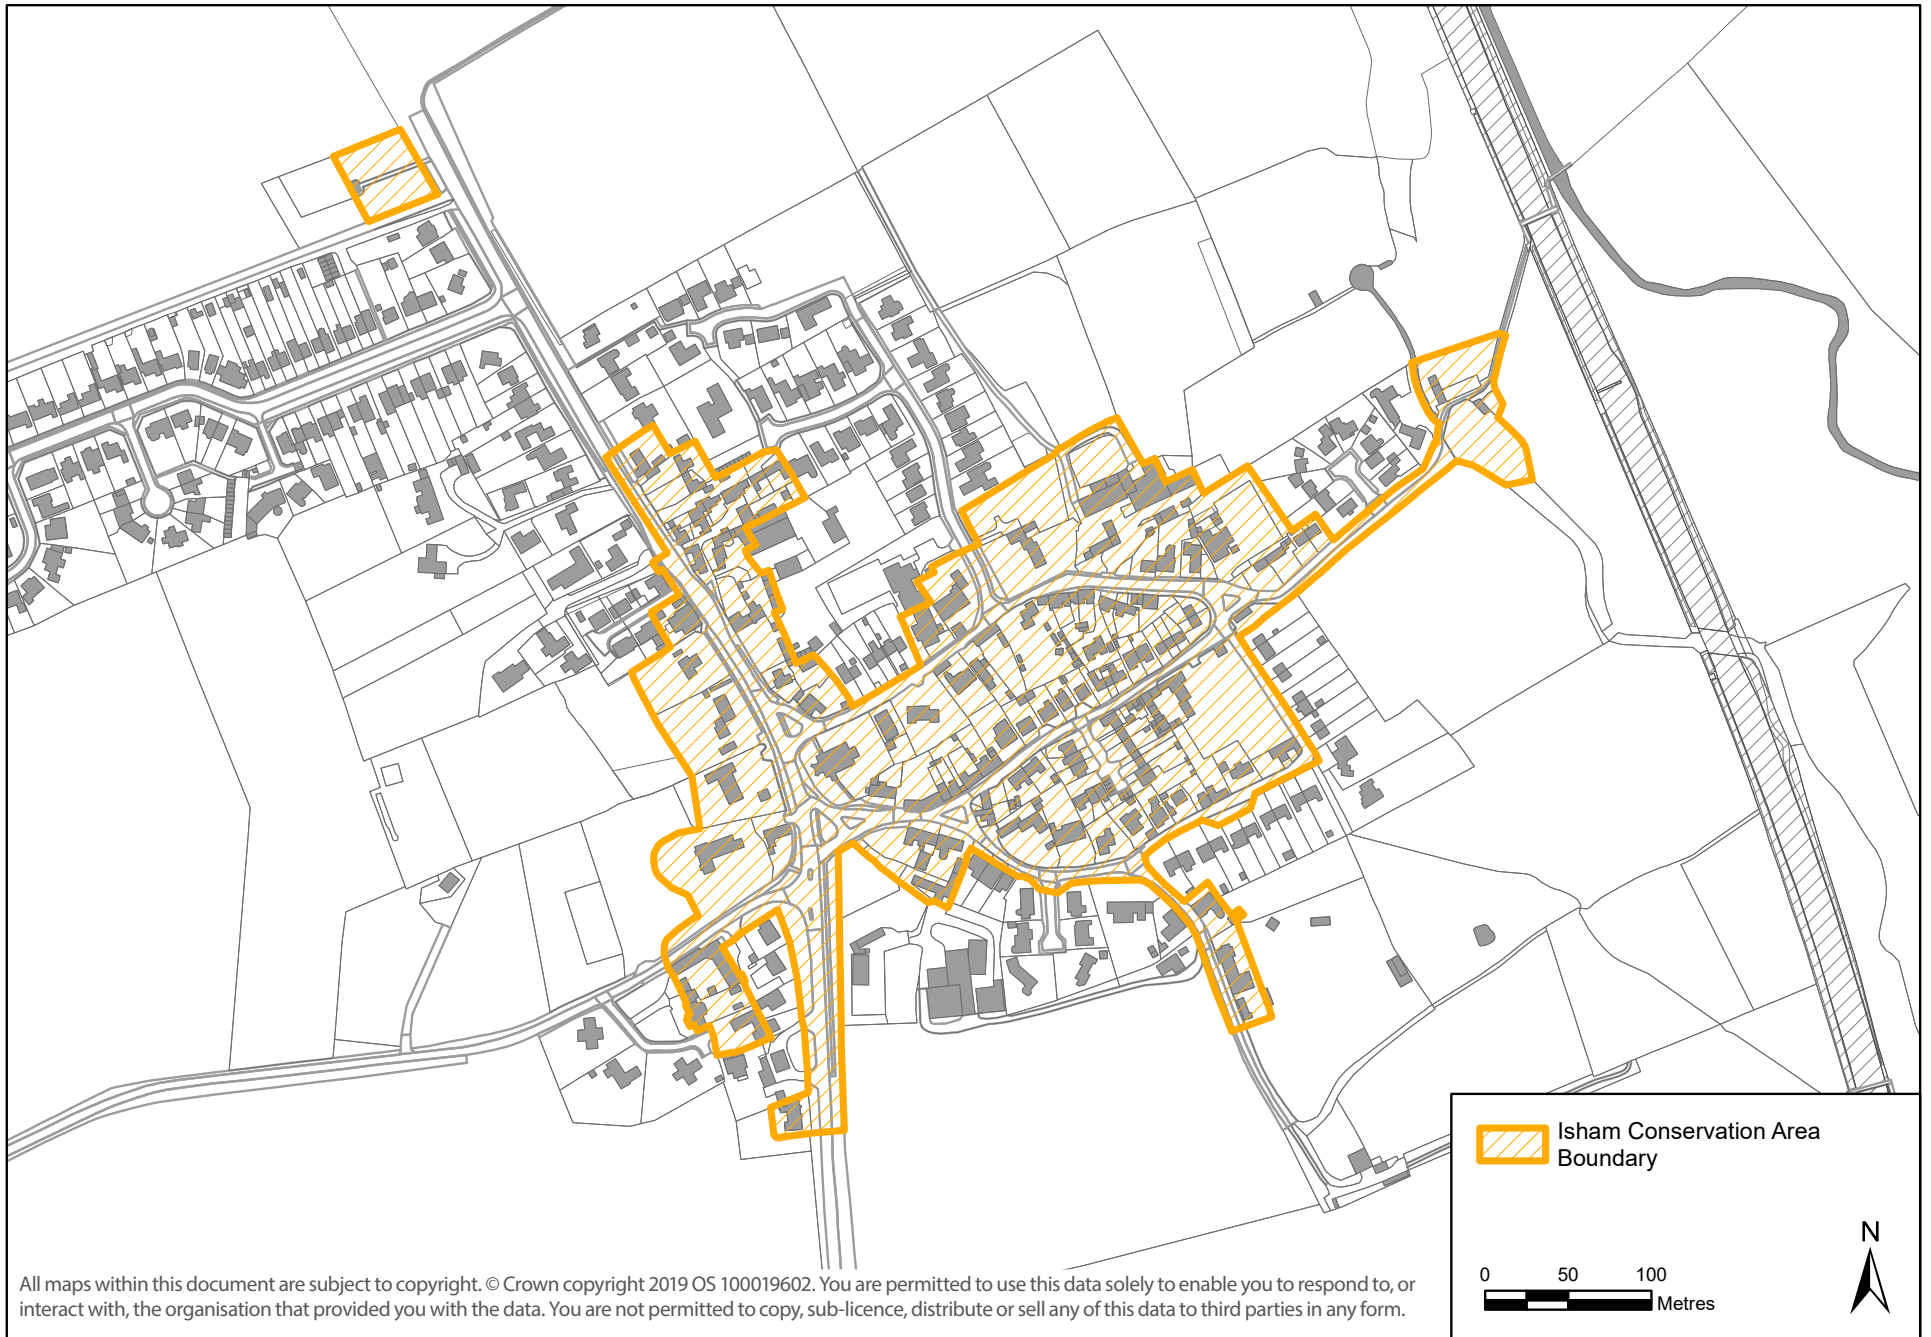 Isham Conservation Area
Boundary
N
0 50 100
Metres
All maps within this document are subject to copyright. © Crown copyright 2019 OS 100019602. You are permitted to use this data solely to enable you to respond to, or
interact with, the organisation that provided you with the data. You are not permitted to copy, sub-licence, distribute or sell any of this data to third parties in any form.